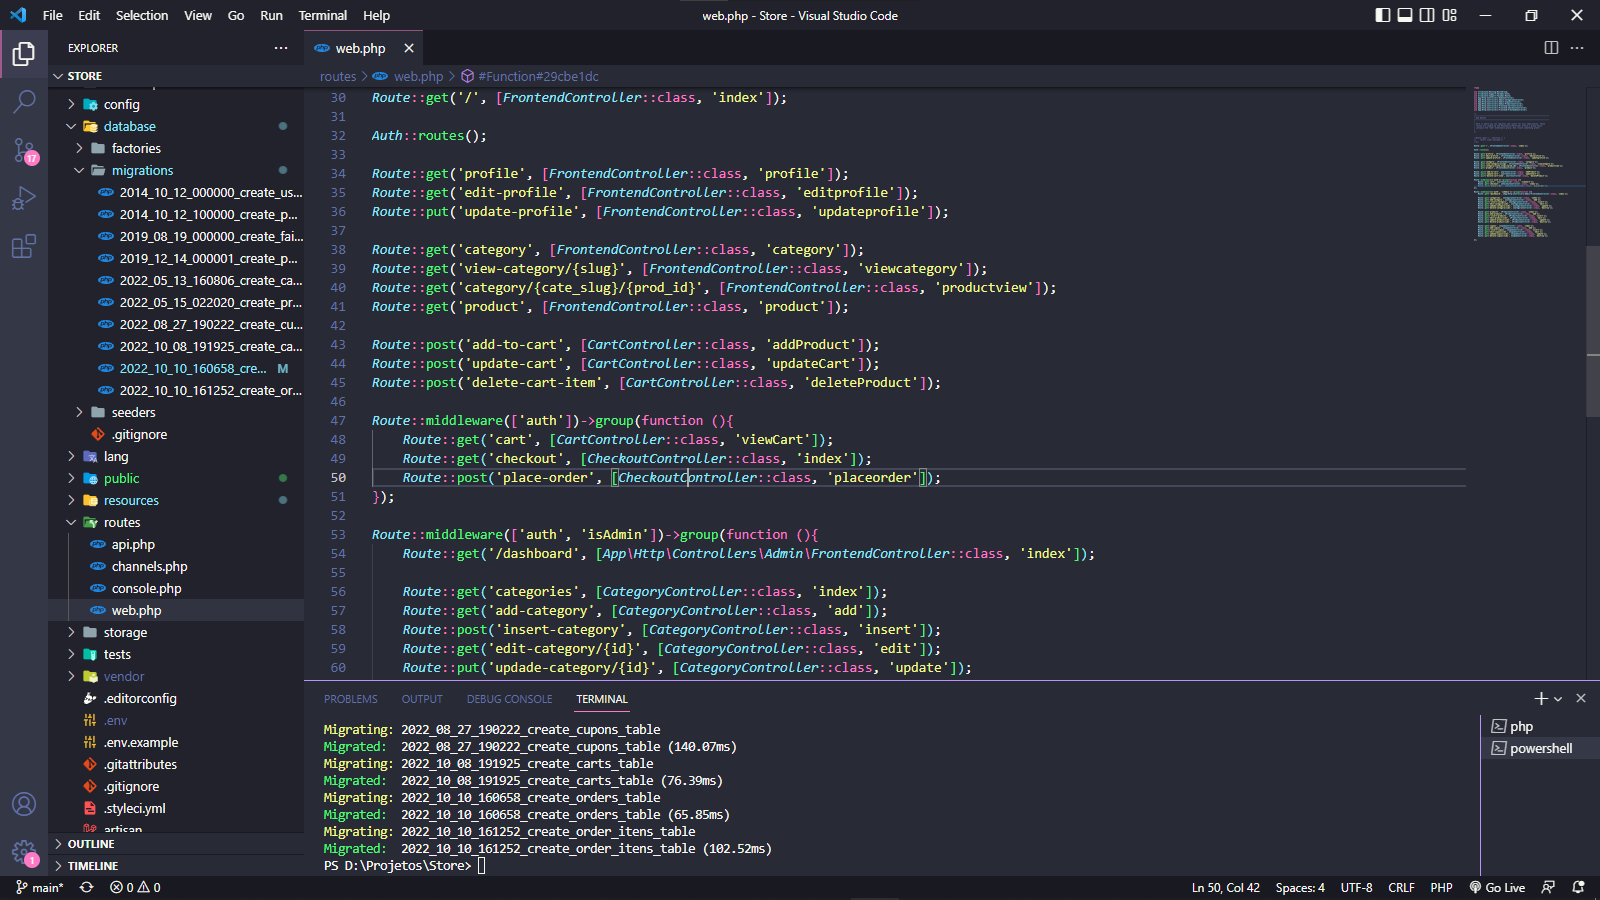 File Edit Selection View Go Run Terminal Help
web.php - Store - Visual Studio Code
EXPLORER
STORE
config
database
factories
migrations
2014_10_12_000000_create_us...
2014_10_12_100000_create_p...
2019_08_19_000000_create_fai...
2019_12_14_000001_create_p...
2022_05_13_160806_create_ca...
2022_05_15_022020_create_pr...
2022_08_27_190222_create_cu...
2022_10_08_191925_create_ca...
2022_10_10_160658_cre... M
2022_10_10_161252_create_or...
seeders
.gitignore
lang
public
resources
routes
api.php
channels.php
console.php
web.php
storage
tests
vendor
.editorconfig
.env
.env.example
.gitattributes
.gitignore
.styleci.yml
artisan
OUTLINE
TIMELINE
17
1
web.php
routes > web.php > #Function#29cbe1dc
30 Route::get('/', [FrontendController::class, 'index']);
31
32 Auth::routes();
33
34 Route::get('profile', [FrontendController::class, 'profile']);
35 Route::get('edit-profile', [FrontendController::class, 'editprofile']);
36 Route::put('update-profile', [FrontendController::class, 'updateprofile']);
37
38 Route::get('category', [FrontendController::class, 'category']);
39 Route::get('view-category/{slug}', [FrontendController::class, 'viewcategory']);
40 Route::get('category/{cate_slug}/{prod_id}', [FrontendController::class, 'productview']);
41 Route::get('product', [FrontendController::class, 'product']);
42
43 Route::post('add-to-cart', [CartController::class, 'addProduct']);
44 Route::post('update-cart', [CartController::class, 'updateCart']);
45 Route::post('delete-cart-item', [CartController::class, 'deleteProduct']);
46
47 Route::middleware(['auth'])->group(function (){
48 Route::get('cart', [CartController::class, 'viewCart']);
49 Route::get('checkout', [CheckoutController::class, 'index']);
50 Route::post('place-order', [CheckoutController::class, 'placeorder']);
51 });
52
53 Route::middleware(['auth', 'isAdmin'])->group(function (){
54 Route::get('/dashboard', [App\Http\Controllers\Admin\FrontendController::class, 'index']);
55
56 Route::get('categories', [CategoryController::class, 'index']);
57 Route::get('add-category', [CategoryController::class, 'add']);
58 Route::post('insert-category', [CategoryController::class, 'insert']);
59 Route::get('edit-category/{id}', [CategoryController::class, 'edit']);
60 Route::put('updade-category/{id}', [CategoryController::class, 'update']);
PROBLEMS OUTPUT DEBUG CONSOLE TERMINAL
Migrating: 2022_08_27_190222_create_cupons_table
Migrated: 2022_08_27_190222_create_cupons_table (140.07ms)
Migrating: 2022_10_08_191925_create_carts_table
Migrated: 2022_10_08_191925_create_carts_table (76.39ms)
Migrating: 2022_10_10_160658_create_orders_table
Migrated: 2022_10_10_160658_create_orders_table (65.85ms)
Migrating: 2022_10_10_161252_create_order_itens_table
Migrated: 2022_10_10_161252_create_order_itens_table (102.52ms)
PS D:\Projetos\Store>
php
powershell
main* 0 0
Ln 50, Col 42 Spaces: 4 UTF-8 CRLF PHP Go Live